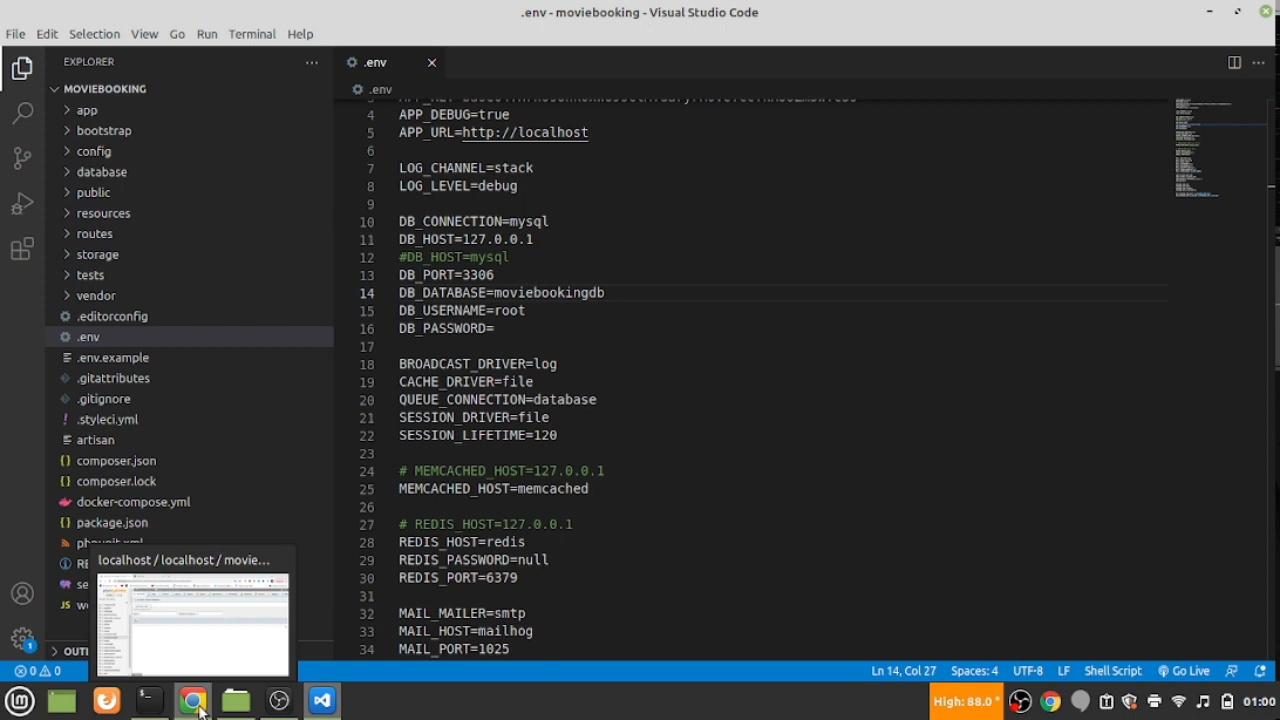 .env - moviebooking - Visual Studio Code
File Edit Selection View Go Run Terminal Help
EXPLORER
MOVIEBOOKING
app
bootstrap
config
database
public
resources
routes
storage
tests
vendor
.editorconfig
.env
.env.example
.gitattributes
.gitignore
.styleci.yml
artisan
composer.json
composer.lock
docker-compose.yml
package.json
phpunit.xml
localhost / localhost / movie...
.env
.env
4 APP_DEBUG=true
5 APP_URL=http://localhost
6
7 LOG_CHANNEL=stack
8 LOG_LEVEL=debug
9
10 DB_CONNECTION=mysql
11 DB_HOST=127.0.0.1
12 #DB_HOST=mysql
13 DB_PORT=3306
14 DB_DATABASE=moviebookingdb
15 DB_USERNAME=root
16 DB_PASSWORD=
17
18 BROADCAST_DRIVER=log
19 CACHE_DRIVER=file
20 QUEUE_CONNECTION=database
21 SESSION_DRIVER=file
22 SESSION_LIFETIME=120
23
24 # MEMCACHED_HOST=127.0.0.1
25 MEMCACHED_HOST=memcached
26
27 # REDIS_HOST=127.0.0.1
28 REDIS_HOST=redis
29 REDIS_PASSWORD=null
30 REDIS_PORT=6379
31
32 MAIL_MAILER=smtp
33 MAIL_HOST=mailhog
34 MAIL_PORT=1025
0 0 Ln 14, Col 27 Spaces: 4 UTF-8 LF Shell Script Go Live
High: 88.0° 01:00